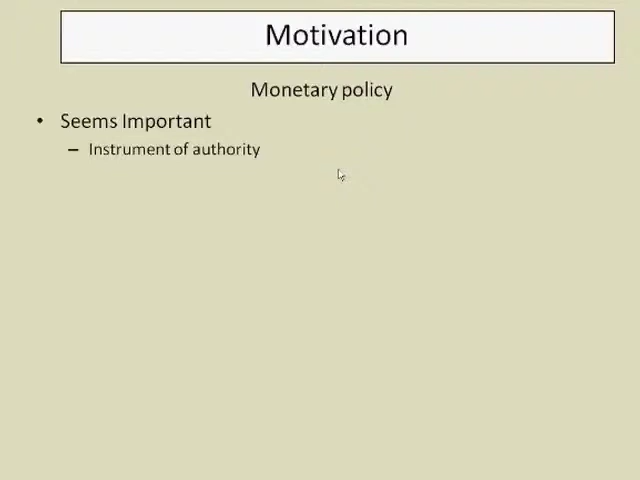 Motivation
Monetary policy
• Seems Important
– Instrument of authority